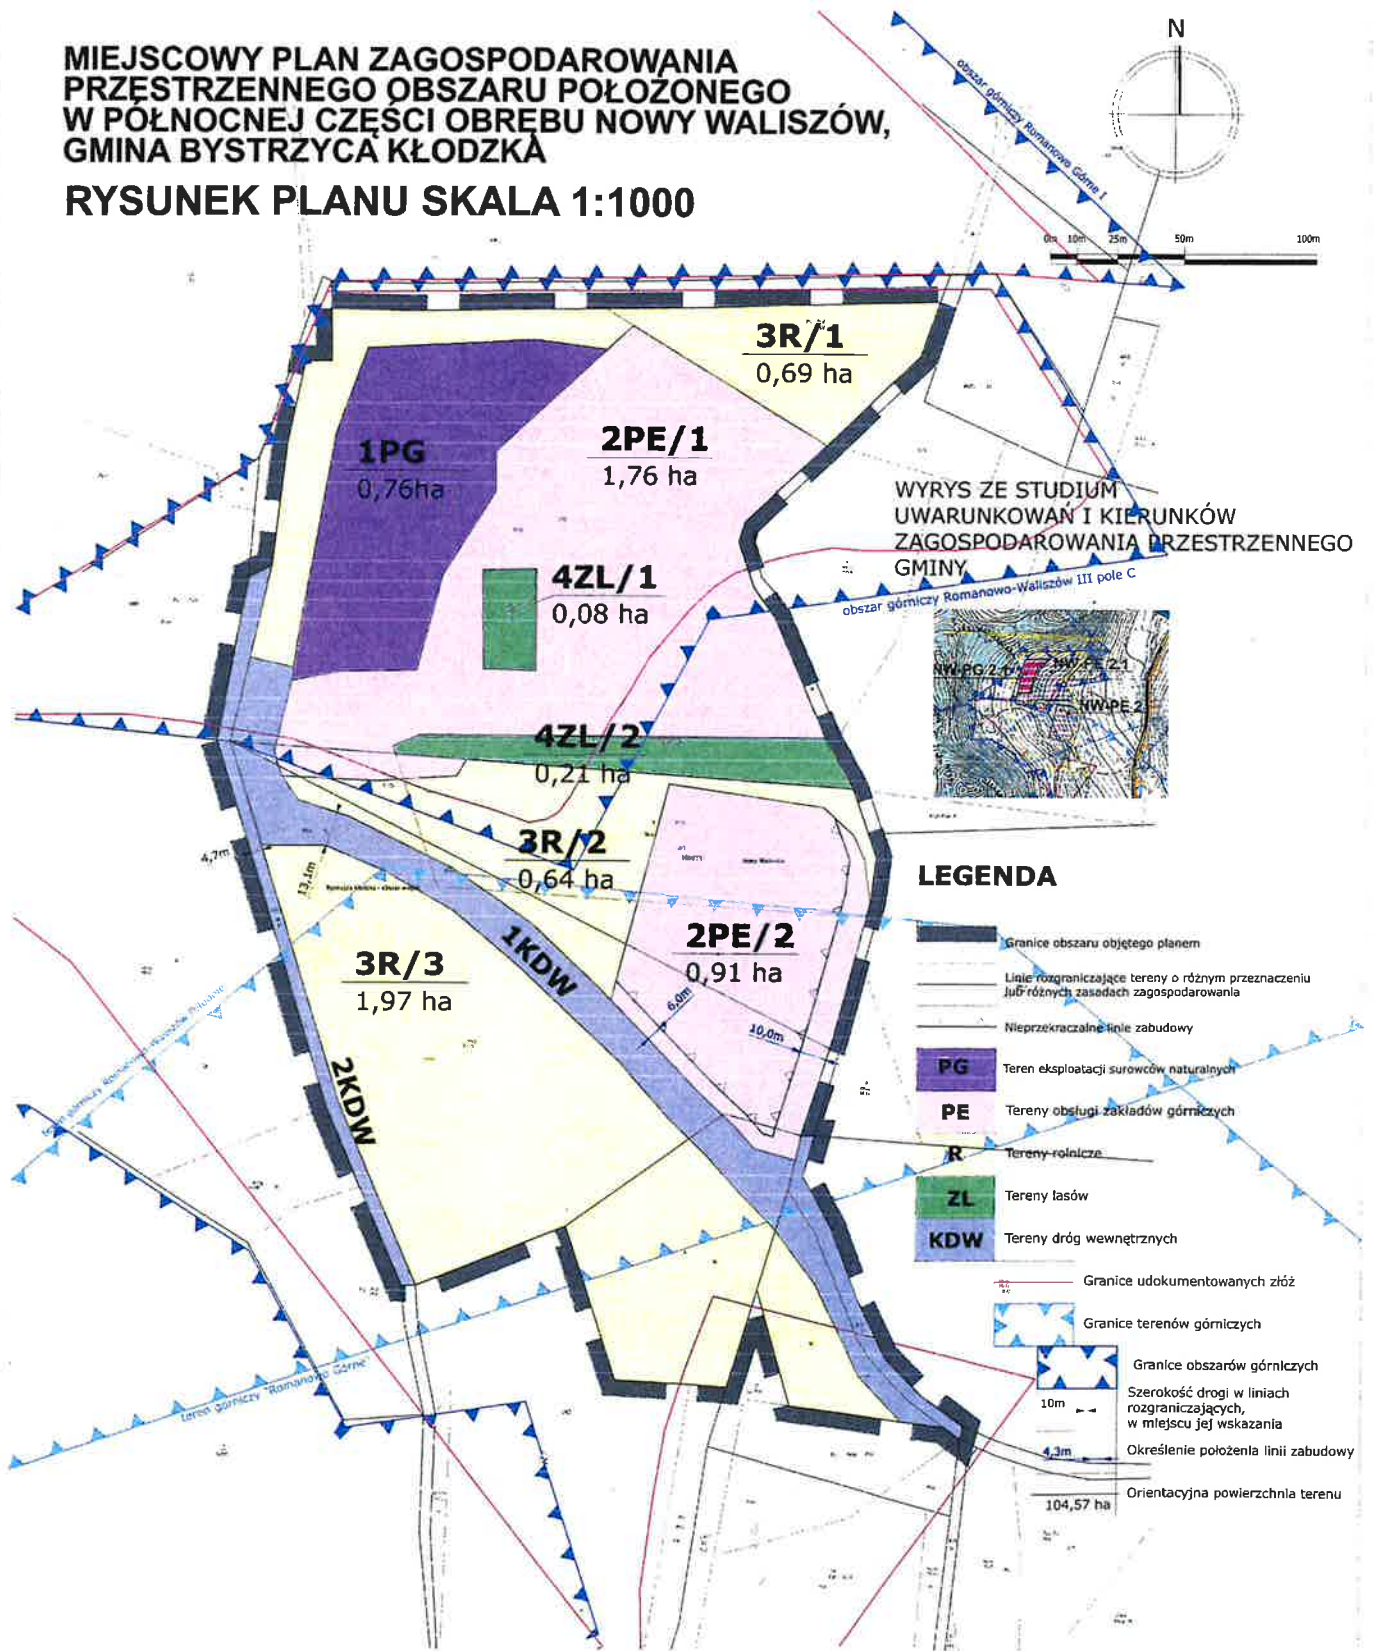 MIEJSCOWY PLAN ZAGOSPODAROWANIA
PRZESTRZENNEGO OBSZARU POŁOŻONEGO
W PÓŁNOCNEJ CZĘŚCI OBRĘBU NOWY WALISZÓW,
GMINA BYSTRZYCA KŁODZKA
RYSUNEK PLANU SKALA 1:1000
N
obszar górniczy Romanowo Górne I
0m 10m 25m 50m 100m
3R/1
0,69 ha
1PG
0,76ha
2PE/1
1,76 ha
WYRYS ZE STUDIUM
UWARUNKOWAŃ I KIERUNKÓW
ZAGOSPODAROWANIA PRZESTRZENNEGO
GMINY
obszar górniczy Romanowo-Waliszów III pole C
4ZL/1
0,08 ha
NW-PE 2.1
NW-PE.2
4ZL/2
0,21 ha
3R/2
0,64 ha
4,7m
13,1m
2PE/2
0,91 ha
3R/3
1,97 ha
1KDW
2KDW
6,0m
10,0m
teren górniczy "Romanowo Górne"
LEGENDA
Granice obszaru objętego planem
Linie rozgraniczające tereny o różnym przeznaczeniu
lub różnych zasadach zagospodarowania
Nieprzekraczalne linie zabudowy
PG Teren eksploatacji surowców naturalnych
PE Tereny obsługi zakładów górniczych
R Tereny rolnicze
ZL Tereny lasów
KDW Tereny dróg wewnętrznych
Granice udokumentowanych złóż
Granice terenów górniczych
Granice obszarów górniczych
10m Szerokość drogi w liniach
rozgraniczających,
w miejscu jej wskazania
4,3m Określenie położenia linii zabudowy
104,57 ha Orientacyjna powierzchnia terenu